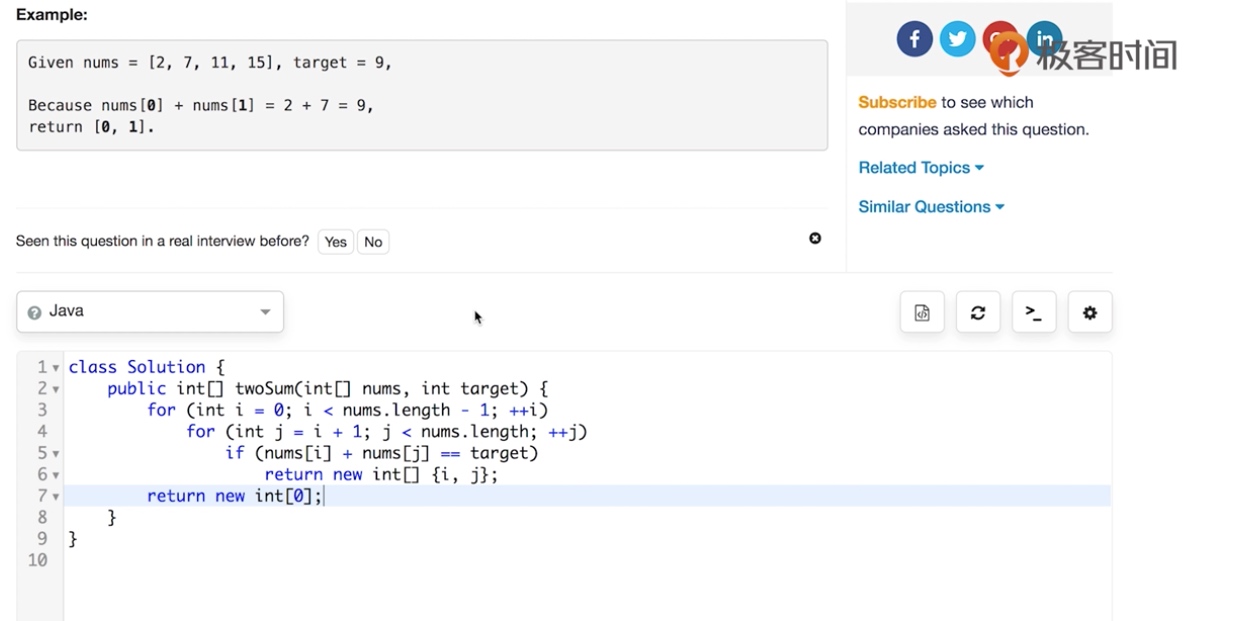 Example:
Given nums = [2, 7, 11, 15], target = 9,
Because nums[0] + nums[1] = 2 + 7 = 9,
return [0, 1].
Seen this question in a real interview before? Yes No
f in
极客时间
Subscribe to see which
companies asked this question.
Related Topics
Similar Questions
? Java
>_
1 class Solution {
2     public int[] twoSum(int[] nums, int target) {
3         for (int i = 0; i < nums.length - 1; ++i)
4             for (int j = i + 1; j < nums.length; ++j)
5                 if (nums[i] + nums[j] == target)
6                     return new int[] {i, j};
7         return new int[0];
8     }
9 }
10